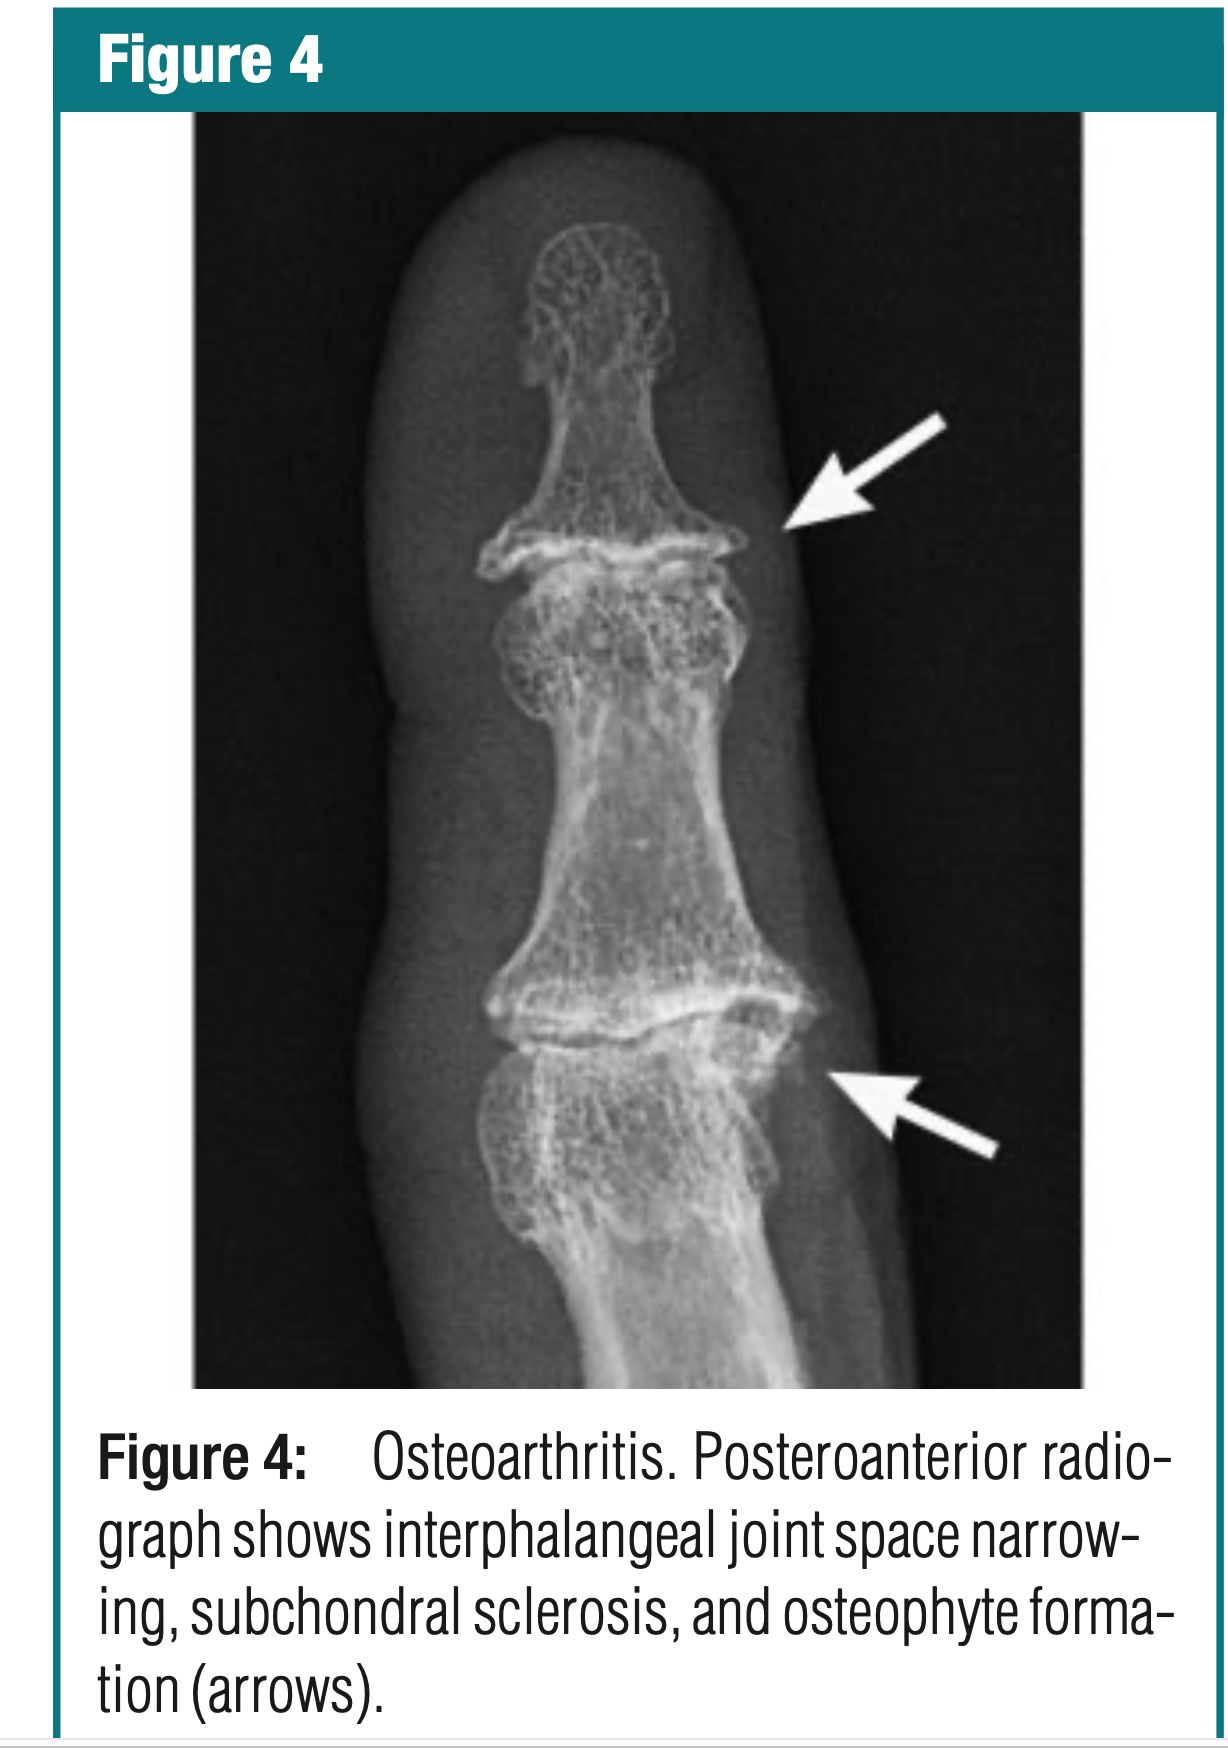 Figure 4
Figure 4: Osteoarthritis. Posteroanterior radio-
graph shows interphalangeal joint space narrow-
ing, subchondral sclerosis, and osteophyte forma-
tion (arrows).